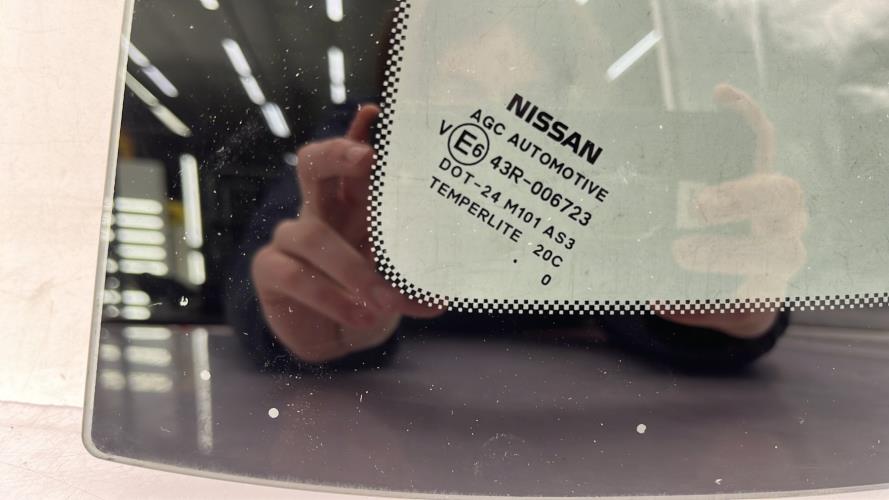 NISSAN
AGC AUTOMOTIVE
V E6 43R-006723
DOT-24 M101 AS3
TEMPERLITE 20C
. 0